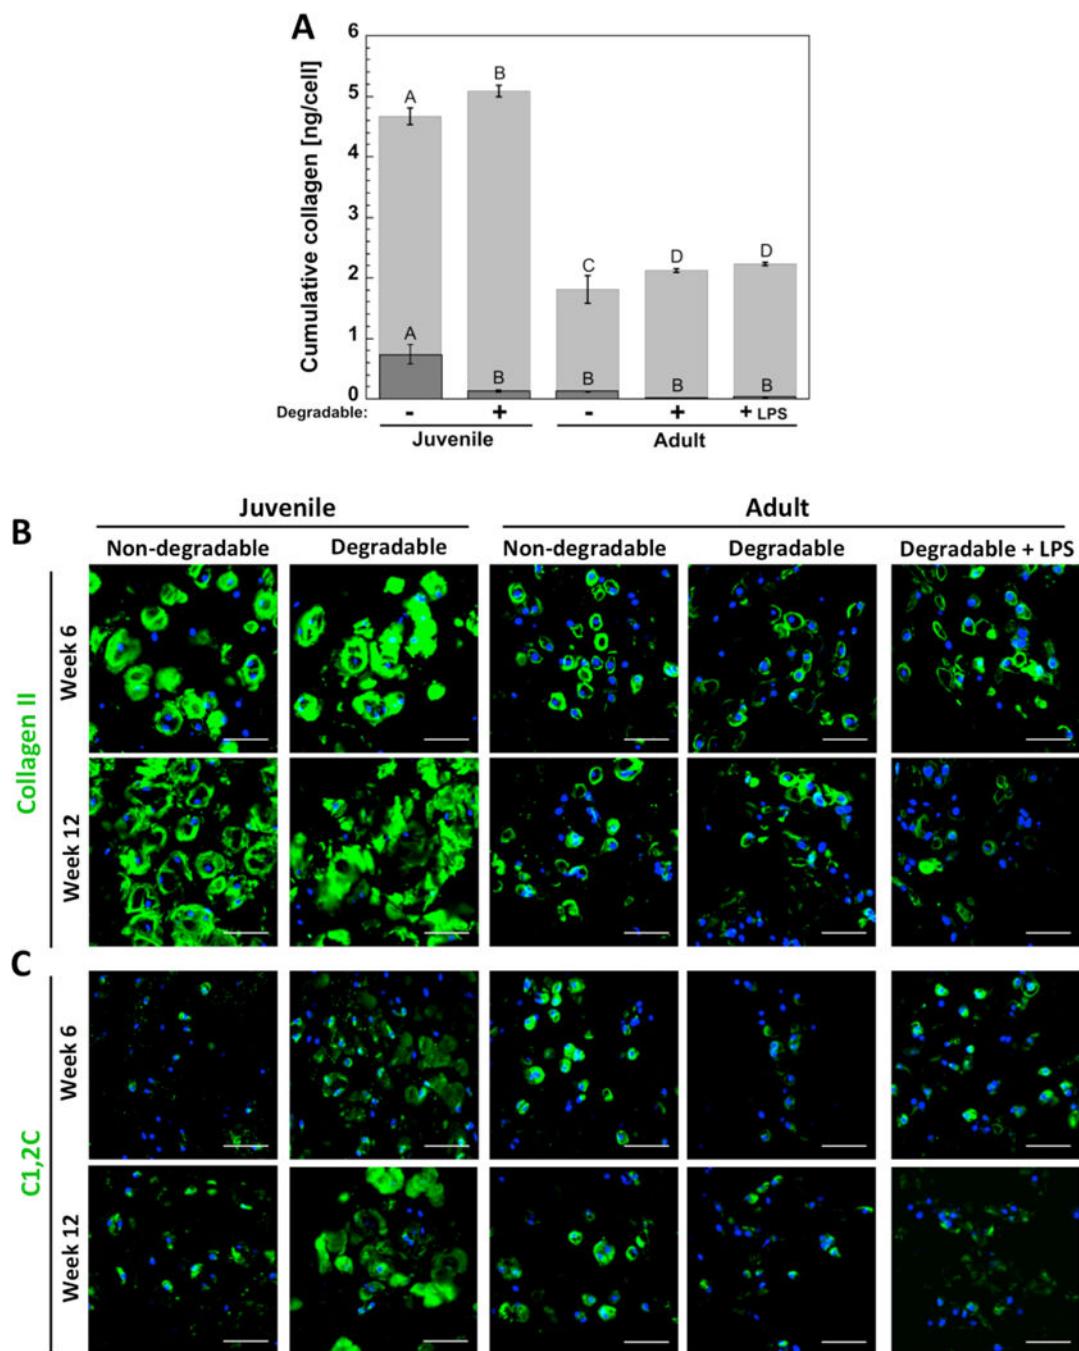 A
Cumulative collagen [ng/cell]
6
5
4
3
2
1
0
A
B
C
D
D
A
B
B
B
B
Degradable: - + - + + LPS
Juvenile Adult
B
Juvenile Adult
Non-degradable Degradable Non-degradable Degradable Degradable + LPS
Collagen II
Week 6
Week 12
C
C1,2C
Week 6
Week 12